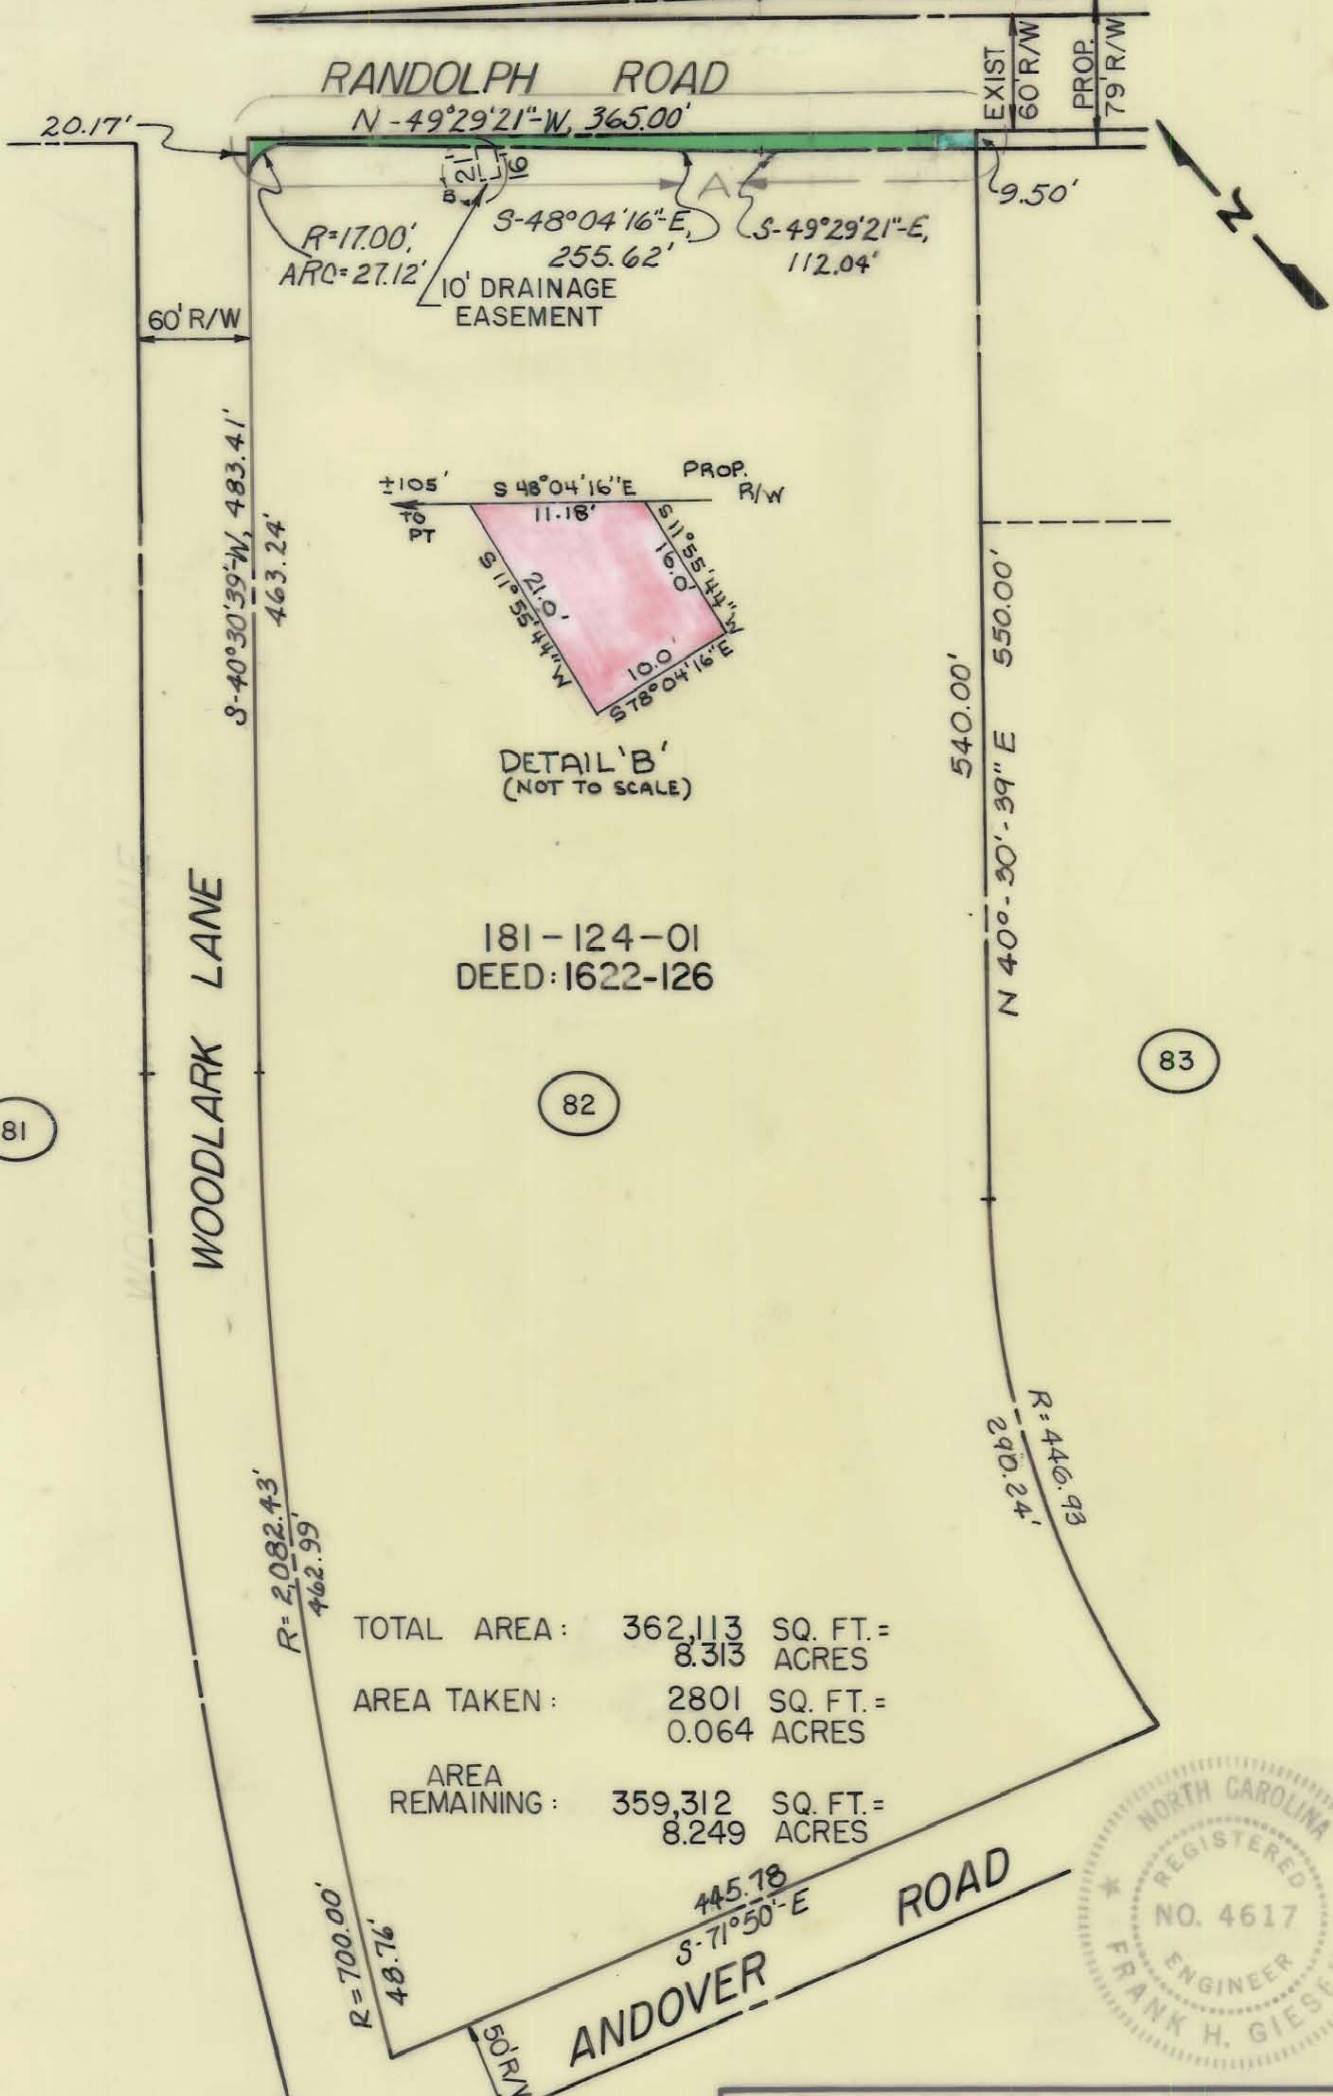 RANDOLPH ROAD
N-49°29'21"-W, 365.00'
EXIST
60' R/W
PROP.
79' R/W
20.17'
21'
16
B
A
9.50'
R=17.00',
ARC=27.12'
S-48°04'16"-E,
255.62'
S-49°29'21"-E,
112.04'
10' DRAINAGE
EASEMENT
60' R/W
N
S-40°30'39"-W, 483.41'
463.24'
±105'
TO
PT
S 48°04'16"E
11.18'
PROP.
R/W
S 11°55'44"W
16.0'
21.0'
S 11°55'44"W
10.0'
S 78°04'16"E
DETAIL 'B'
(NOT TO SCALE)
540.00'
N 40°-30'-39" E 550.00'
WOODLARK LANE
181-124-01
DEED: 1622-126
81
82
83
R=446.93
290.24'
R=2,082.43'
462.99'
TOTAL AREA: 362,113 SQ. FT.=
8.313 ACRES
AREA TAKEN: 2801 SQ. FT.=
0.064 ACRES
AREA
REMAINING: 359,312 SQ. FT.=
8.249 ACRES
R=700.00'
48.76'
445.78
S-71°50'-E
ANDOVER ROAD
50' R/W
NORTH CAROLINA
REGISTERED
NO. 4617
ENGINEER
FRANK H.